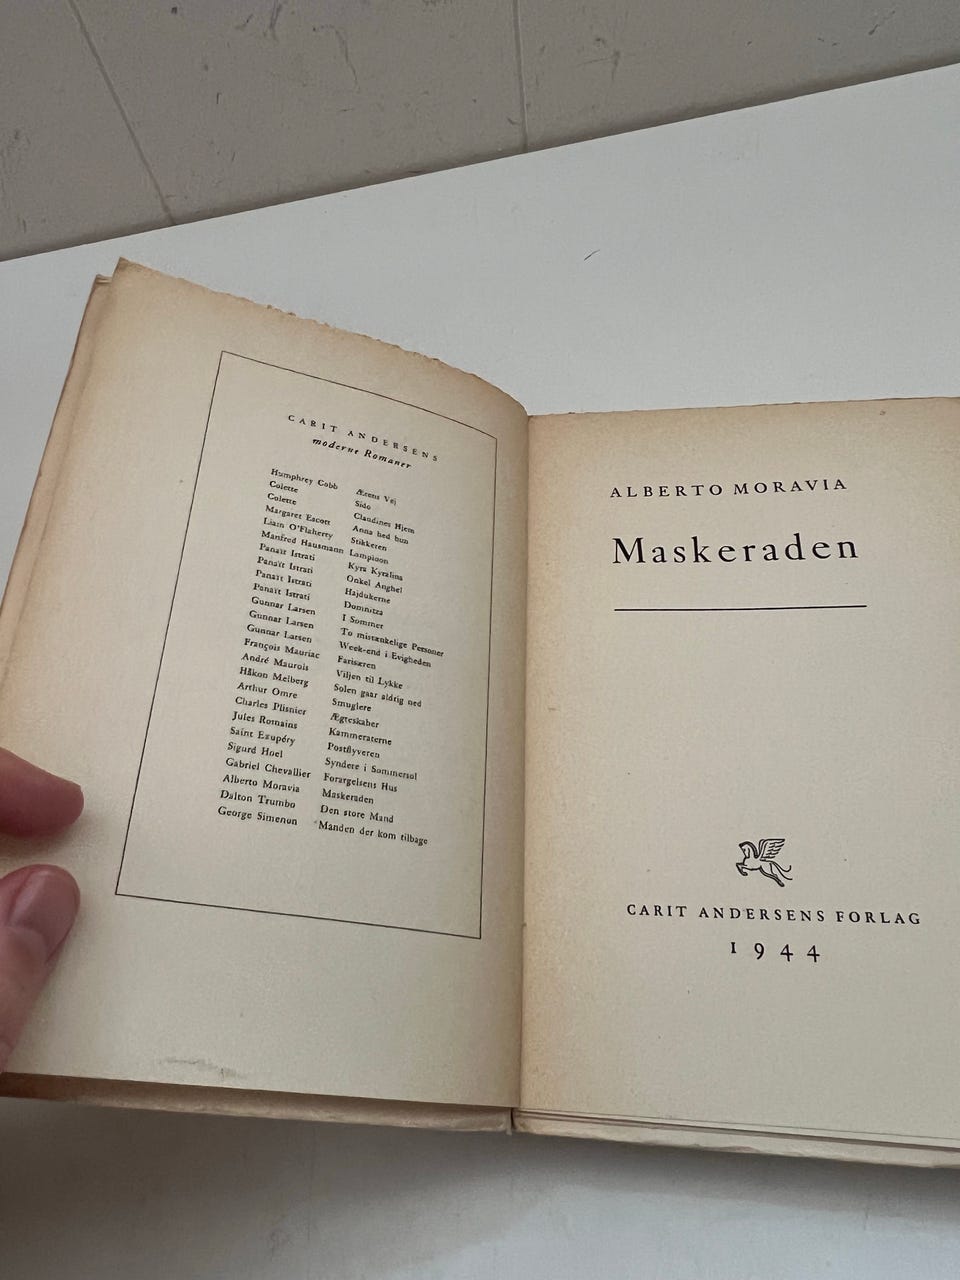 CARIT ANDERSENS
moderne Romaner
Humphrey Cobb Ærens Vej
Colette Sido
Colette Claudines Hjem
Margaret Escott Anna hed hun
Liam O'Flaherty Stikkeren
Manfred Hausmann Lampioon
Panaït Istrati Kyra Kyralina
Panaït Istrati Onkel Anghel
Panaït Istrati Hajdukerne
Panaït Istrati Domnitza
Gunnar Larsen I Sommer
Gunnar Larsen To mistænkelige Personer
Gunnar Larsen Week-end i Evigheden
François Mauriac Farisæren
André Maurois Viljen til Lykke
Håkon Melberg Solen gaar aldrig ned
Arthur Omre Smuglere
Charles Plisnier Ægteskaber
Jules Romains Kammeraterne
Saint Exupéry Postflyveren
Sigurd Hoel Syndere i Sommersol
Gabriel Chevallier Forargelsens Hus
Alberto Moravia Maskeraden
Dalton Trumbo Den store Mand
George Simenon Manden der kom tilbage
ALBERTO MORAVIA
Maskeraden
CARIT ANDERSENS FORLAG
1944